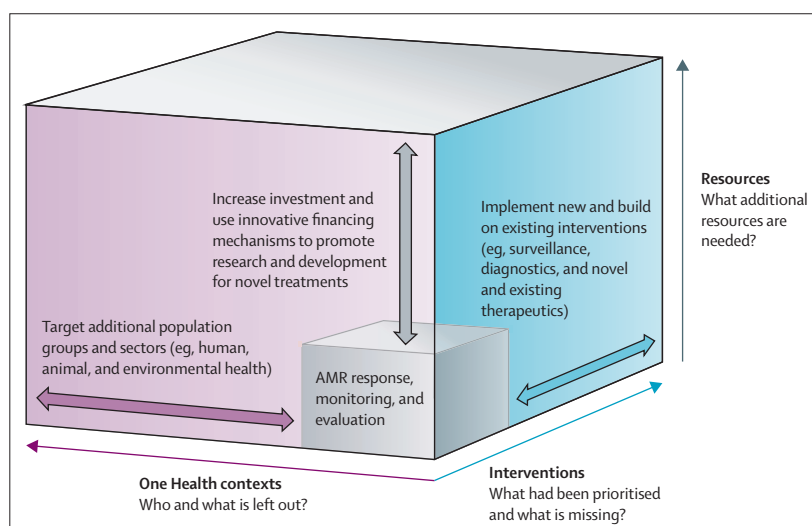 Increase investment and
use innovative financing
mechanisms to promote
research and development
for novel treatments
Implement new and build
on existing interventions
(eg, surveillance,
diagnostics, and novel
and existing
therapeutics)
Resources
What additional
resources are
needed?
Target additional population
groups and sectors (eg, human,
animal, and environmental health)
AMR response,
monitoring, and
evaluation
One Health contexts
Who and what is left out?
Interventions
What had been prioritised
and what is missing?